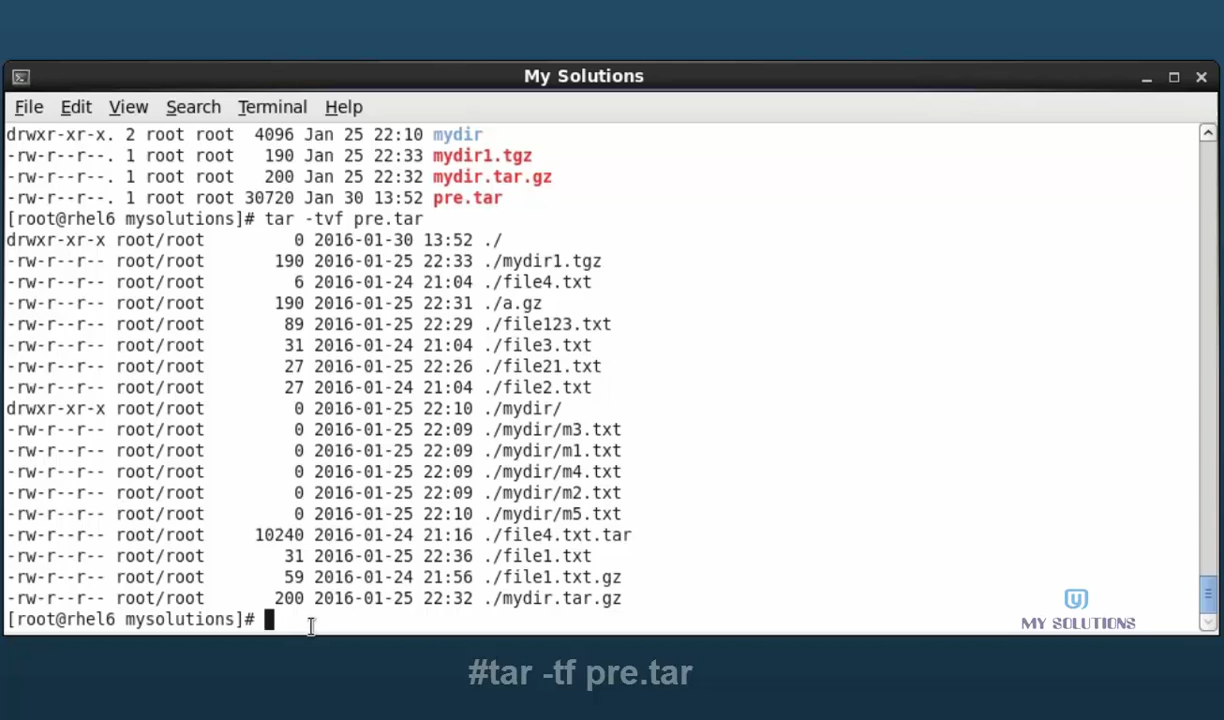 My Solutions
File Edit View Search Terminal Help
drwxr-xr-x. 2 root root  4096 Jan 25 22:10 mydir
-rw-r--r--. 1 root root   190 Jan 25 22:33 mydir1.tgz
-rw-r--r--. 1 root root   200 Jan 25 22:32 mydir.tar.gz
-rw-r--r--. 1 root root 30720 Jan 30 13:52 pre.tar
[root@rhel6 mysolutions]# tar -tvf pre.tar
drwxr-xr-x root/root         0 2016-01-30 13:52 ./
-rw-r--r-- root/root       190 2016-01-25 22:33 ./mydir1.tgz
-rw-r--r-- root/root         6 2016-01-24 21:04 ./file4.txt
-rw-r--r-- root/root       190 2016-01-25 22:31 ./a.gz
-rw-r--r-- root/root        89 2016-01-25 22:29 ./file123.txt
-rw-r--r-- root/root        31 2016-01-24 21:04 ./file3.txt
-rw-r--r-- root/root        27 2016-01-25 22:26 ./file21.txt
-rw-r--r-- root/root        27 2016-01-24 21:04 ./file2.txt
drwxr-xr-x root/root         0 2016-01-25 22:10 ./mydir/
-rw-r--r-- root/root         0 2016-01-25 22:09 ./mydir/m3.txt
-rw-r--r-- root/root         0 2016-01-25 22:09 ./mydir/m1.txt
-rw-r--r-- root/root         0 2016-01-25 22:09 ./mydir/m4.txt
-rw-r--r-- root/root         0 2016-01-25 22:09 ./mydir/m2.txt
-rw-r--r-- root/root         0 2016-01-25 22:10 ./mydir/m5.txt
-rw-r--r-- root/root     10240 2016-01-24 21:16 ./file4.txt.tar
-rw-r--r-- root/root        31 2016-01-25 22:36 ./file1.txt
-rw-r--r-- root/root        59 2016-01-24 21:56 ./file1.txt.gz
-rw-r--r-- root/root       200 2016-01-25 22:32 ./mydir.tar.gz
[root@rhel6 mysolutions]#
MY SOLUTIONS
#tar -tf pre.tar